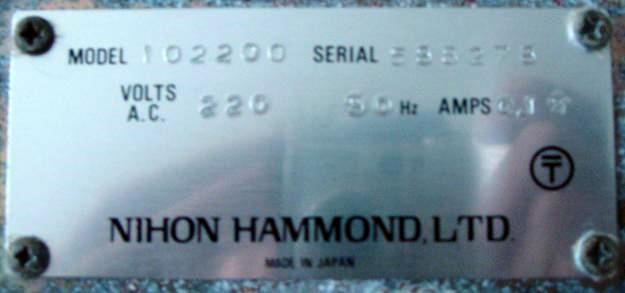 MODEL 102200 SERIAL
VOLTS A.C. 220 50 Hz AMPS
〒
NIHON HAMMOND, LTD.
MADE IN JAPAN